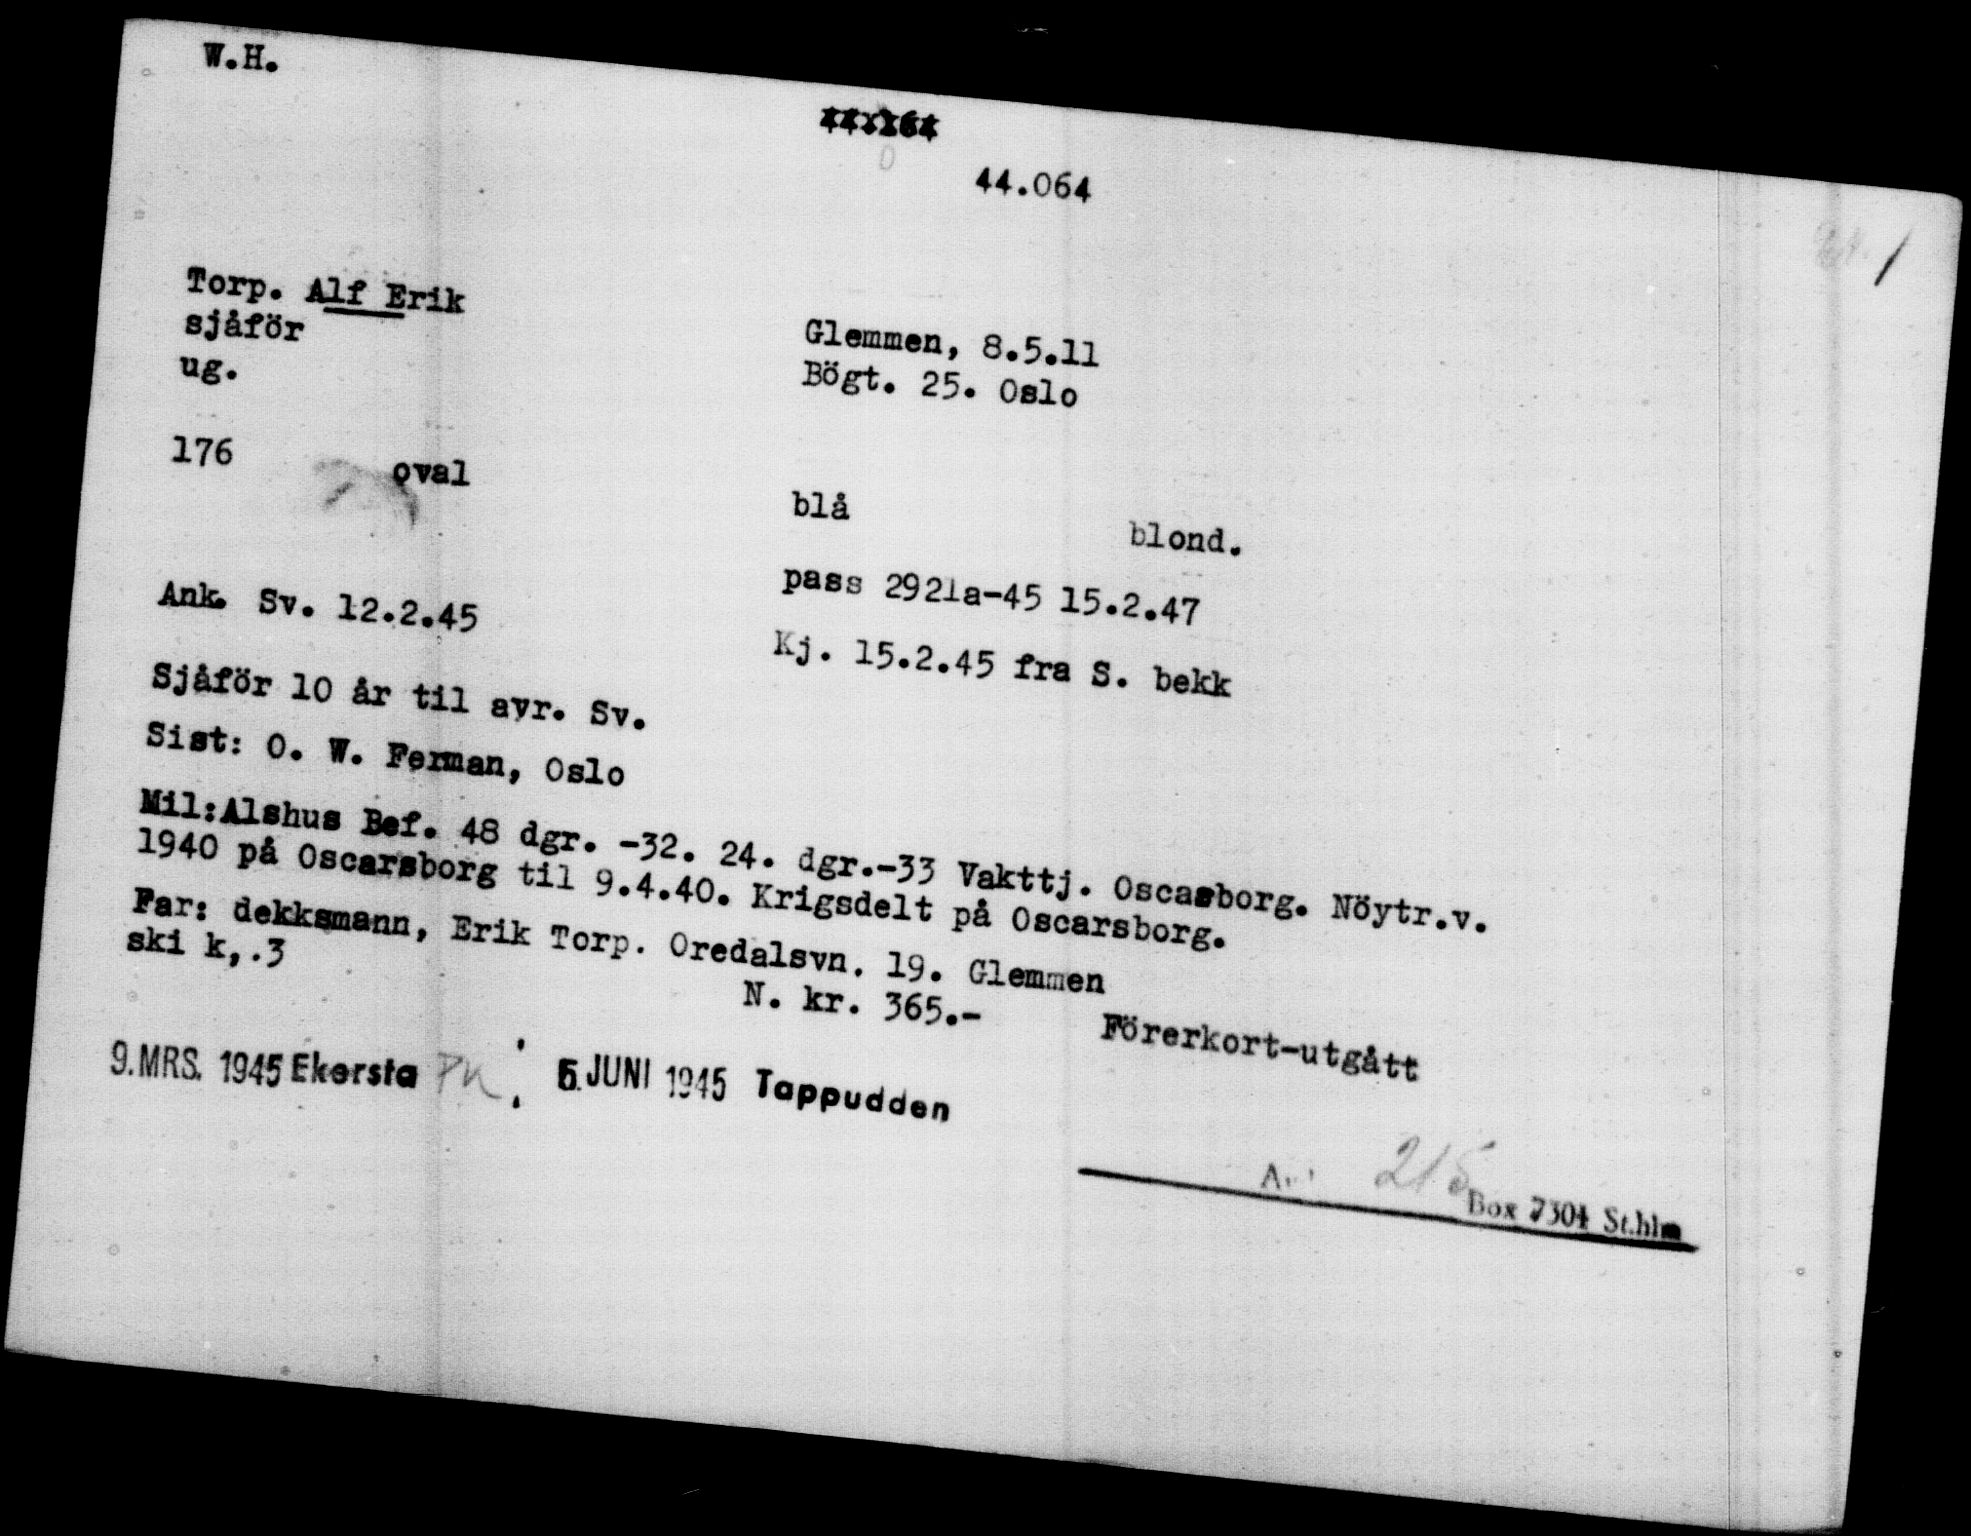 W.H.
44.064
Torp. Alf Erik
sjåför
ug.
Glemmen, 8.5.11
Bögt. 25. Oslo
176 oval blå blond.
Ank. Sv. 12.2.45
pass 2921a-45 15.2.47
Kj. 15.2.45 fra S. bekk
Sjåför 10 år til avr. Sv.
Sist: O. W. Ferman, Oslo
Mil:Alshus Bef. 48 dgr. -32. 24. dgr.-33 Vakttj. Oscasborg. Nöytr.v.
1940 på Oscarsborg til 9.4.40. Krigsdelt på Oscarsborg.
Far: dekksmann, Erik Torp. Oredalsvn. 19. Glemmen
ski k,.3 N. kr. 365.- Förerkort-utgått
9.MRS. 1945 Ekersta 5.JUNI 1945 Tappudden
215
Box 7304 St.hlm
1